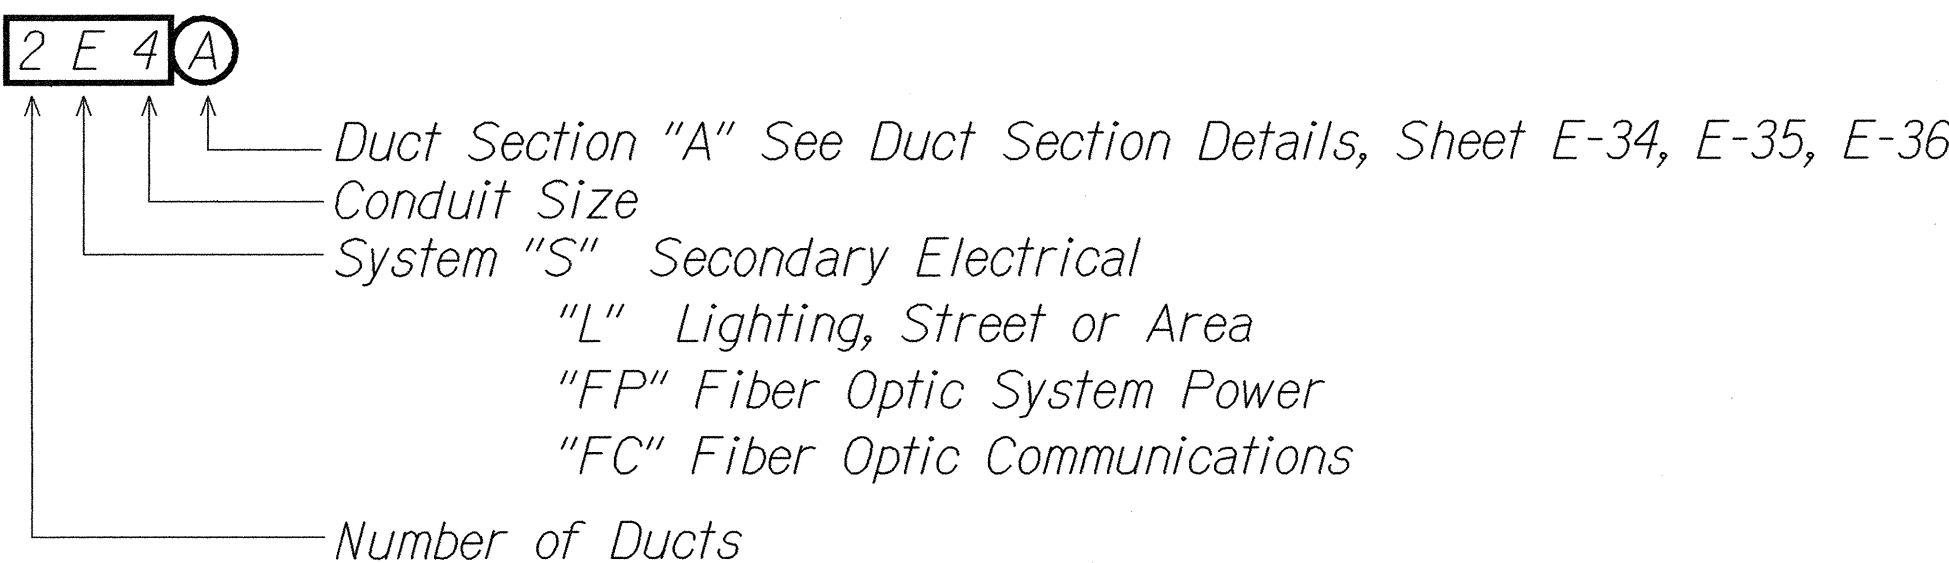 2 E 4 A
Duct Section "A" See Duct Section Details, Sheet E-34, E-35, E-36
Conduit Size
System "S" Secondary Electrical
"L" Lighting, Street or Area
"FP" Fiber Optic System Power
"FC" Fiber Optic Communications
Number of Ducts